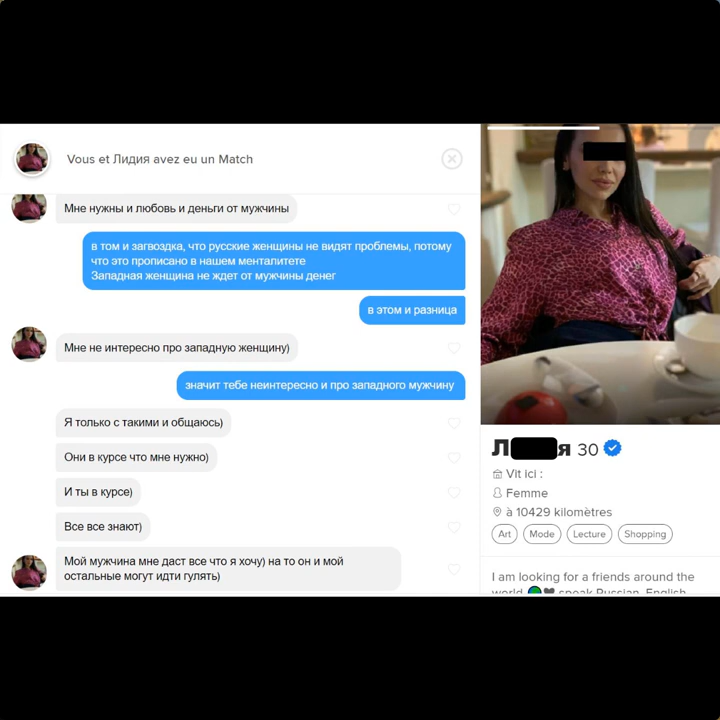 Vous et Лидия avez eu un Match
Мне нужны и любовь и деньги от мужчины
в том и загвоздка, что русские женщины не видят проблемы, потому
что это прописано в нашем менталитете
Западная женщина не ждет от мужчины денег
в этом и разница
Мне не интересно про западную женщину)
значит тебе неинтересно и про западного мужчину
Я только с такими и общаюсь)
Они в курсе что мне нужно)
И ты в курсе)
Все все знают)
Мой мужчина мне даст все что я хочу) на то он и мой
остальные могут идти гулять)
Л я 30
Vit ici :
Femme
à 10429 kilomètres
Art Mode Lecture Shopping
I am looking for a friends around the
world speak Russian, English